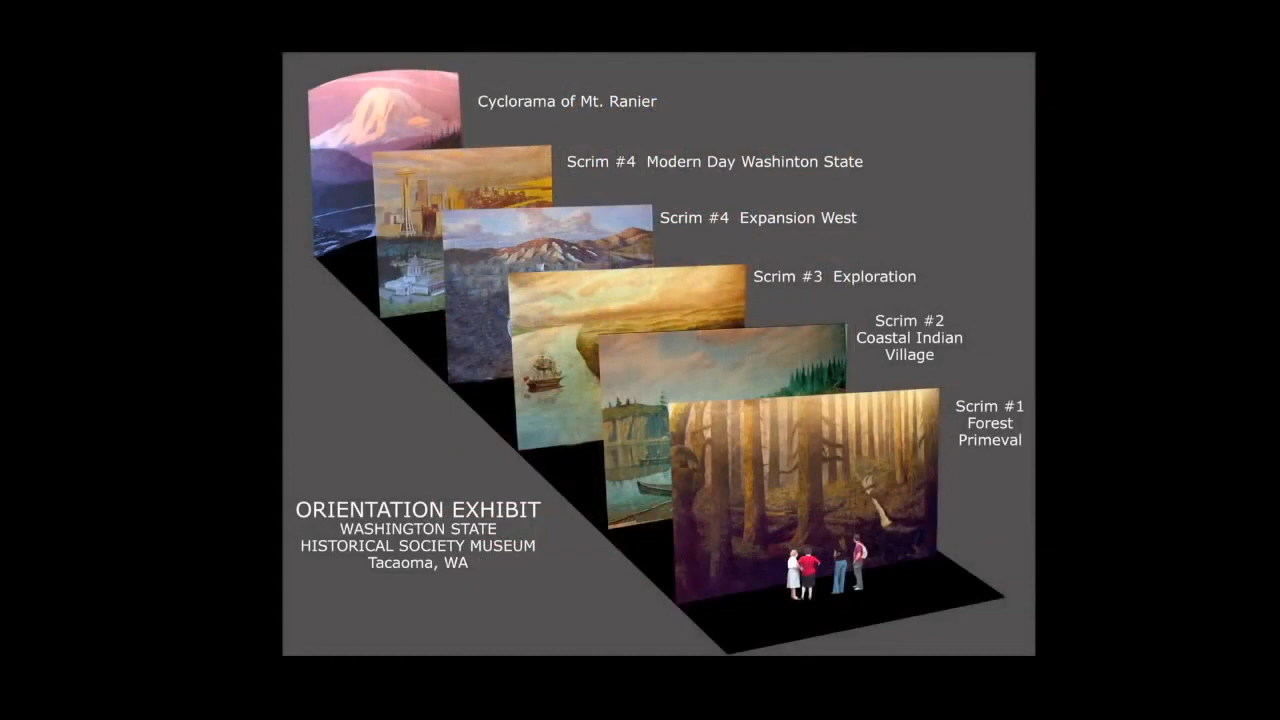 Cyclorama of Mt. Ranier
Scrim #4 Modern Day Washinton State
Scrim #4 Expansion West
Scrim #3 Exploration
Scrim #2
Coastal Indian
Village
Scrim #1
Forest
Primeval
ORIENTATION EXHIBIT
WASHINGTON STATE
HISTORICAL SOCIETY MUSEUM
Tacaoma, WA